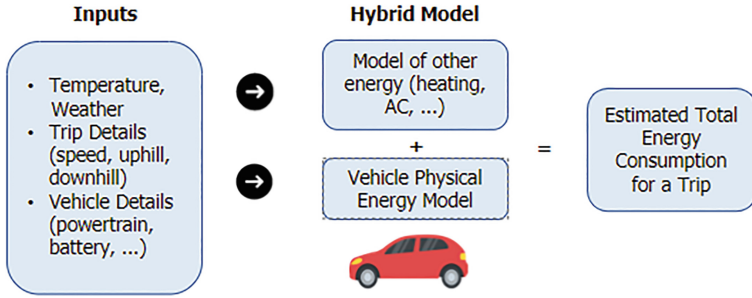 Inputs
Hybrid Model
• Temperature,
Weather
• Trip Details
(speed, uphill,
downhill)
• Vehicle Details
(powertrain,
battery, ...)
Model of other
energy (heating,
AC, ...)
+
Vehicle Physical
Energy Model
=
Estimated Total
Energy
Consumption
for a Trip